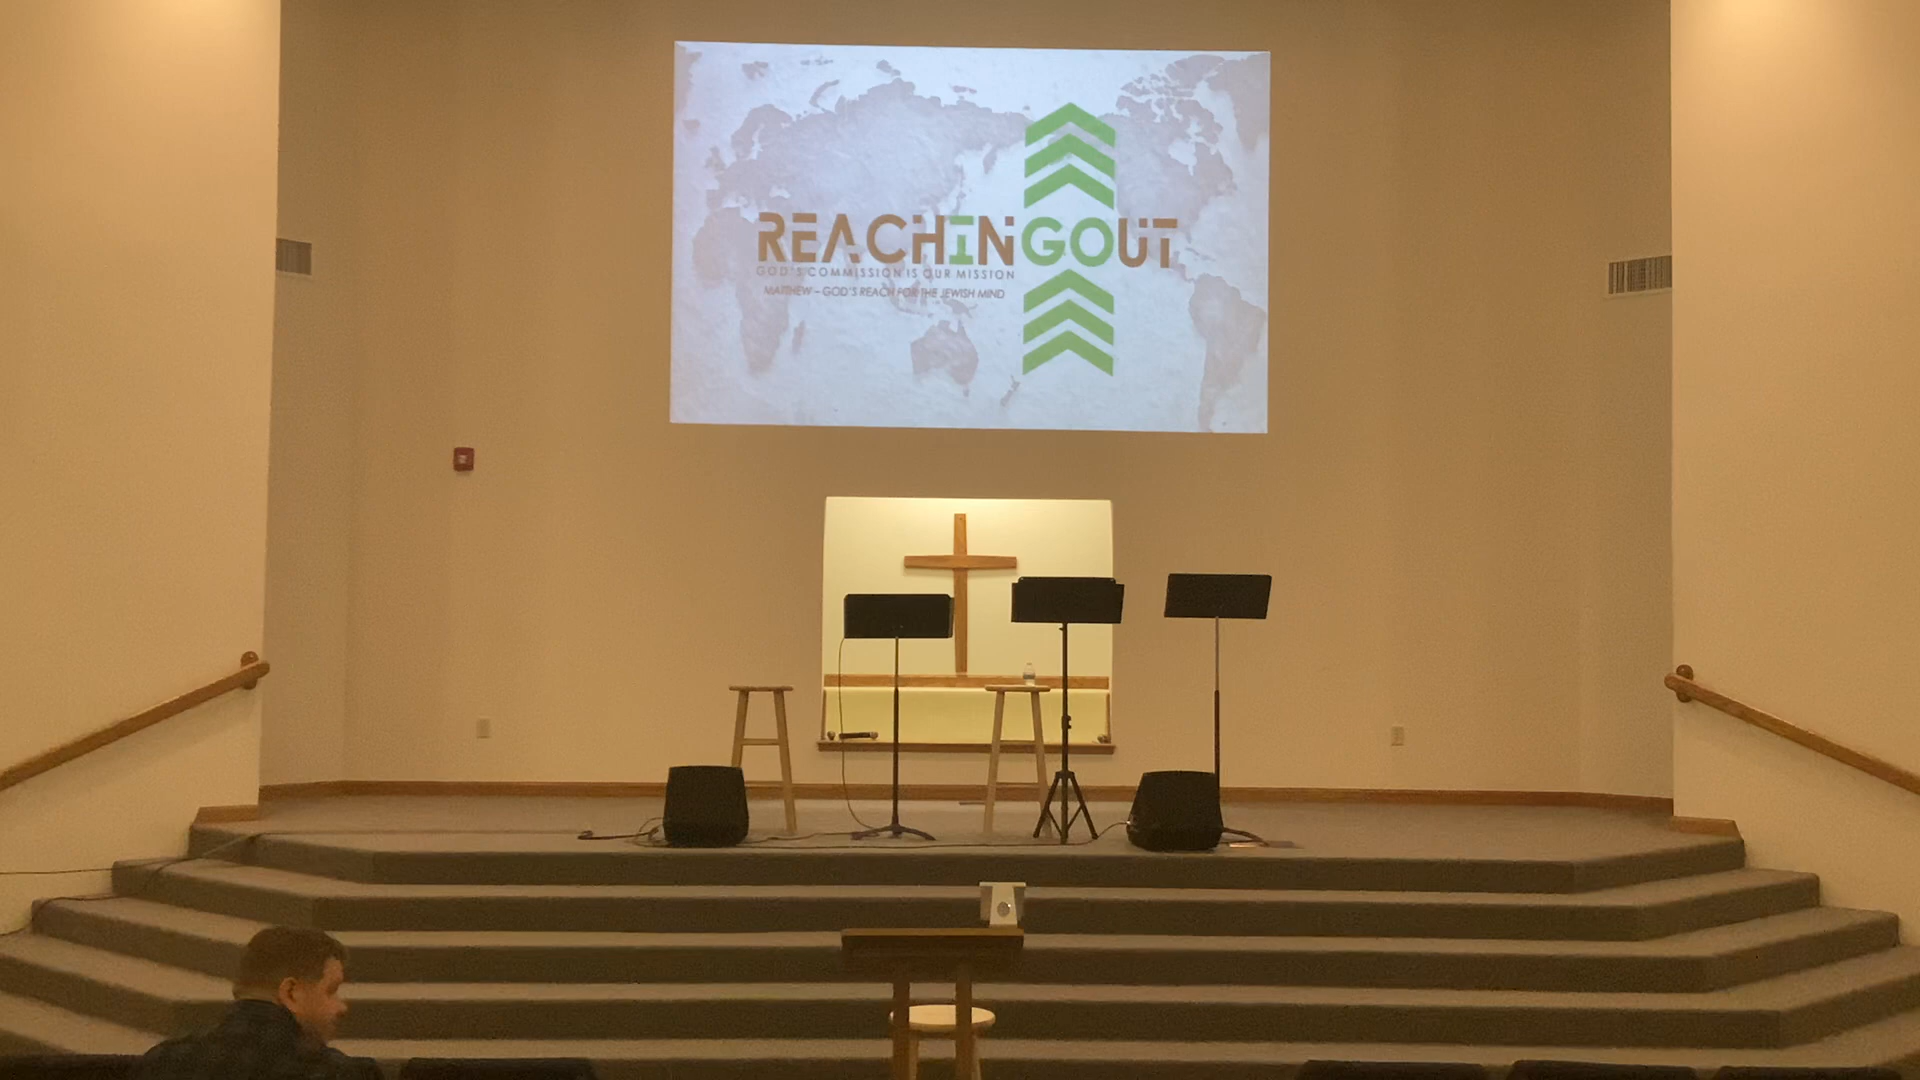 REACHINGOUT
GOD'S COMMISSION IS OUR MISSION
MATTHEW – GOD'S REACH FOR THE JEWISH MIND